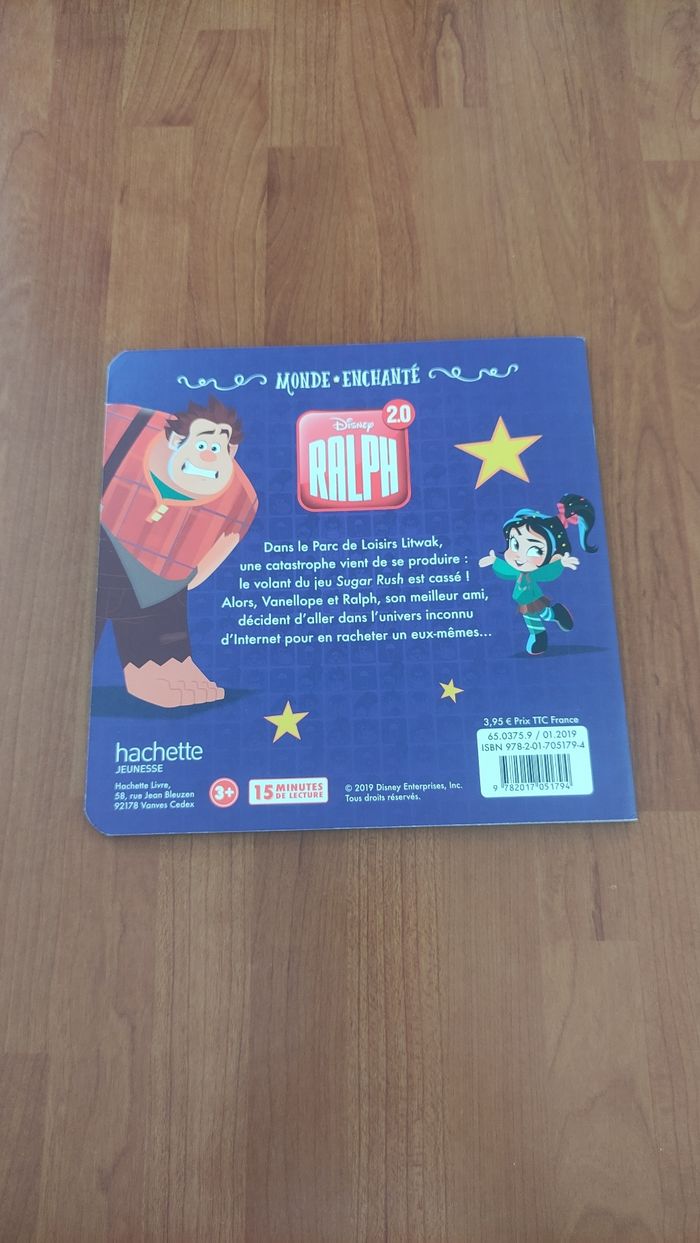 MONDE ENCHANTÉ
Disney
2.0
RALPH
Dans le Parc de Loisirs Litwak,
une catastrophe vient de se produire :
le volant du jeu Sugar Rush est cassé !
Alors, Vanellope et Ralph, son meilleur ami,
décident d'aller dans l'univers inconnu
d'Internet pour en racheter un eux-mêmes...
3,95 € Prix TTC France
65.0375.9 / 01.2019
ISBN 978-2-01-705179-4
9 782017 051794
hachette
JEUNESSE
Hachette Livre,
58, rue Jean Bleuzen
92178 Vanves Cedex
3+
15 MINUTES
DE LECTURE
© 2019 Disney Enterprises, Inc.
Tous droits réservés.